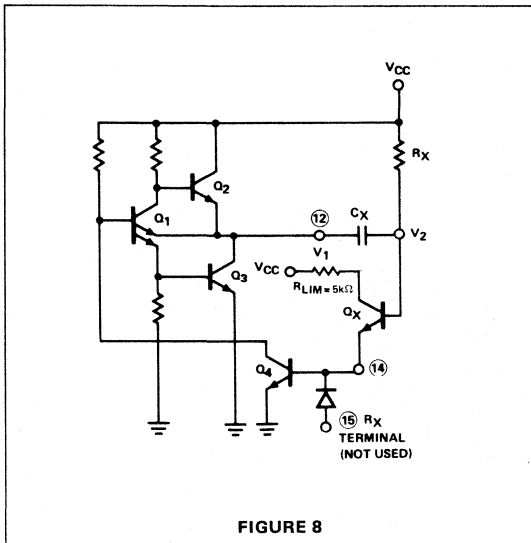 VCC
RX
Q2
Q1
12
CX
V2
V1
Q3
VCC
RLIM = 5kΩ
QX
Q4
14
15 RX
TERMINAL
(NOT USED)
FIGURE 8